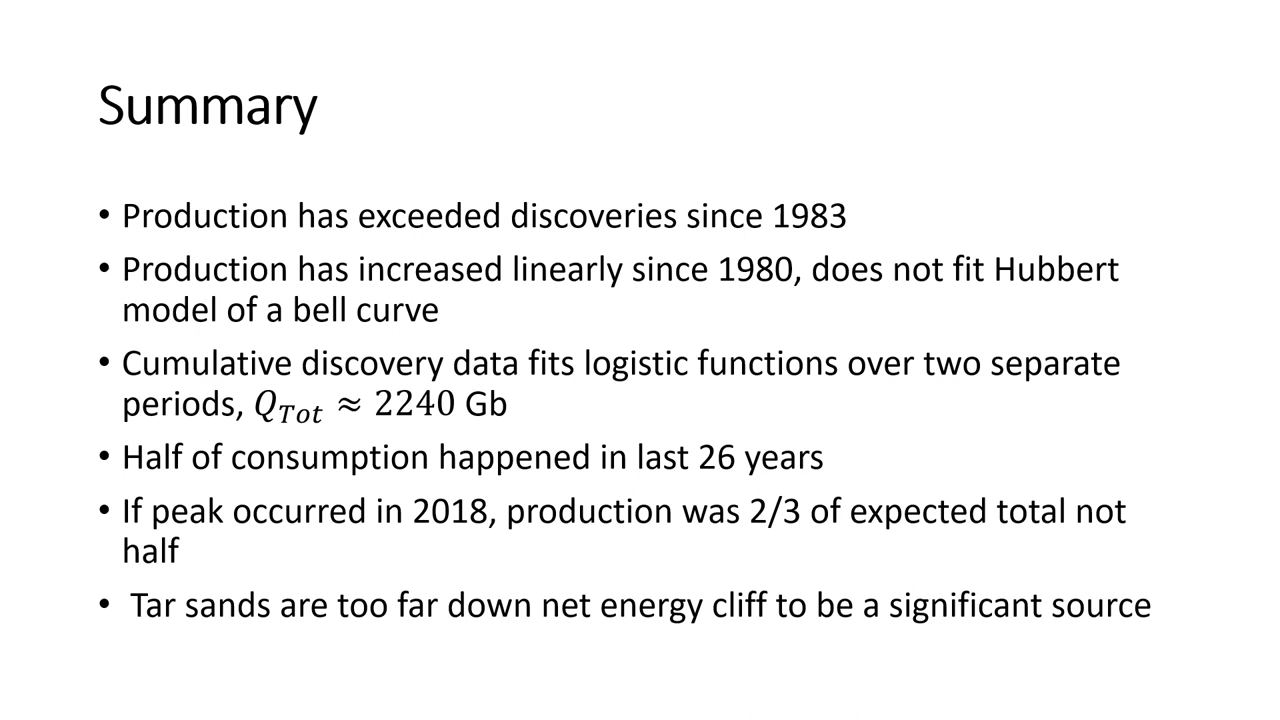 Summary
• Production has exceeded discoveries since 1983
• Production has increased linearly since 1980, does not fit Hubbert
model of a bell curve
• Cumulative discovery data fits logistic functions over two separate
periods, Q_Tot ≈ 2240 Gb
• Half of consumption happened in last 26 years
• If peak occurred in 2018, production was 2/3 of expected total not
half
• Tar sands are too far down net energy cliff to be a significant source